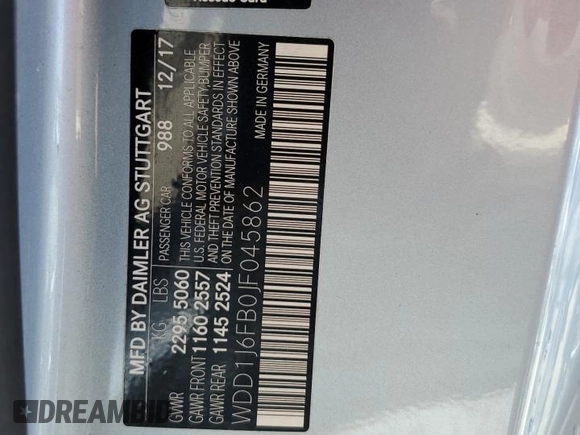 MFD BY DAIMLER AG-STUTTGART
KG LBS PASSENGER CAR 988 12/17
GVWR 2295 5060
GAWR FRONT 1160 2557
GAWR REAR 1145 2524
THIS VEHICLE CONFORMS TO ALL APPLICABLE
U.S. FEDERAL MOTOR VEHICLE SAFETY-BUMPER
AND THEFT PREVENTION STANDARDS IN EFFECT
ON THE DATE OF MANUFACTURE SHOWN ABOVE
WDD1J6FB0JF045862
MADE IN GERMANY
DREAMBID